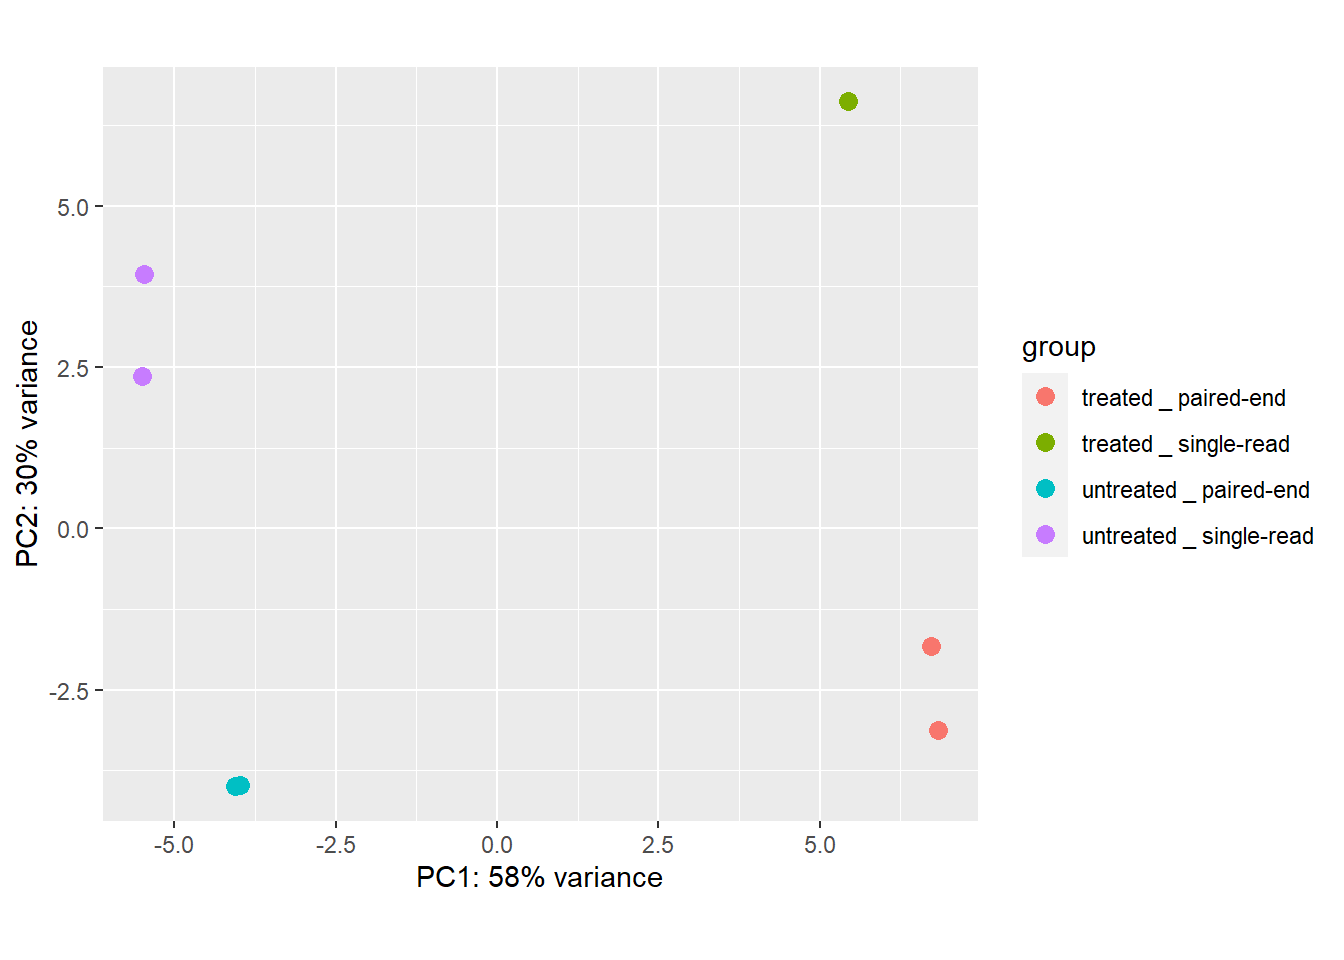 5.0
2.5
0.0
-2.5
PC2: 30% variance
-5.0
-2.5
0.0
2.5
5.0
PC1: 58% variance
group
treated _ paired-end
treated _ single-read
untreated _ paired-end
untreated _ single-read